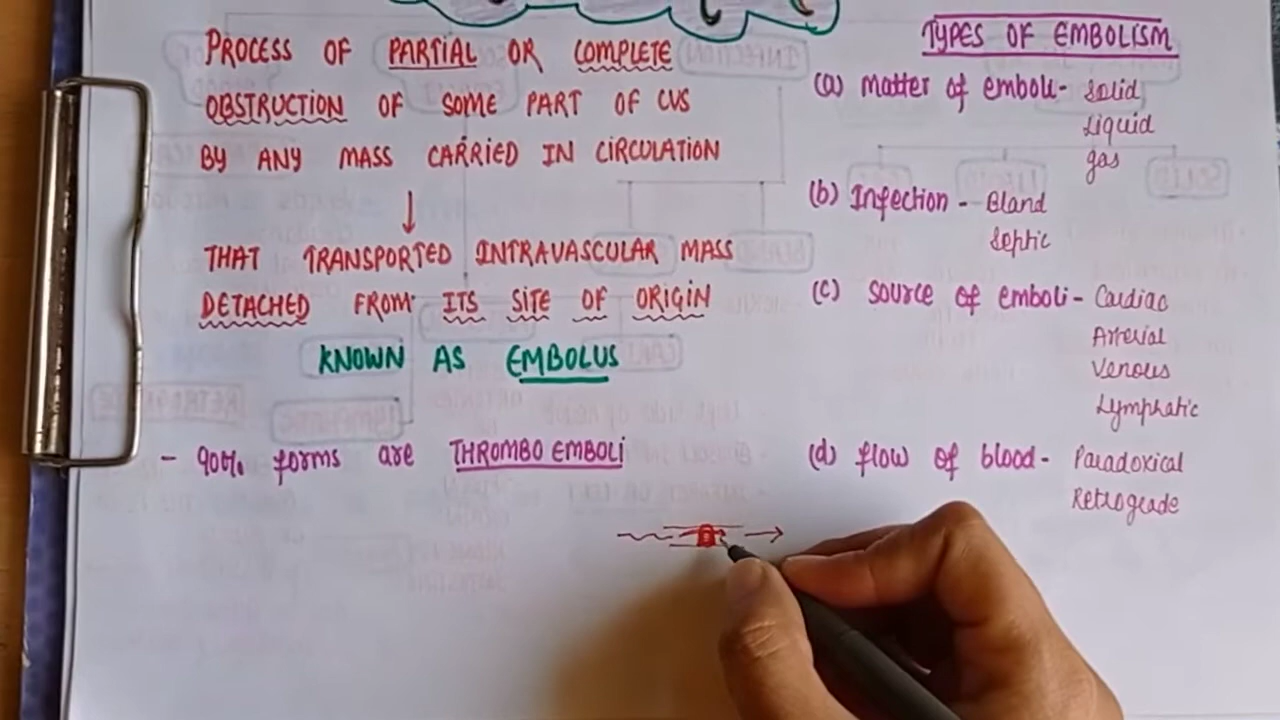 PROCESS OF PARTIAL OR COMPLETE
OBSTRUCTION OF SOME PART OF CVS
BY ANY MASS CARRIED IN CIRCULATION
↓
THAT TRANSPORTED INTRAVASCULAR MASS
DETACHED FROM ITS SITE OF ORIGIN
KNOWN AS EMBOLUS
- 90% forms are THROMBO EMBOLI
TYPES OF EMBOLISM
(a) Matter of emboli - Solid
Liquid
gas
(b) Infection - Bland
Septic
(c) Source of emboli - Cardiac
Arterial
Venous
Lymphatic
(d) flow of blood - Paradoxical
Retrograde